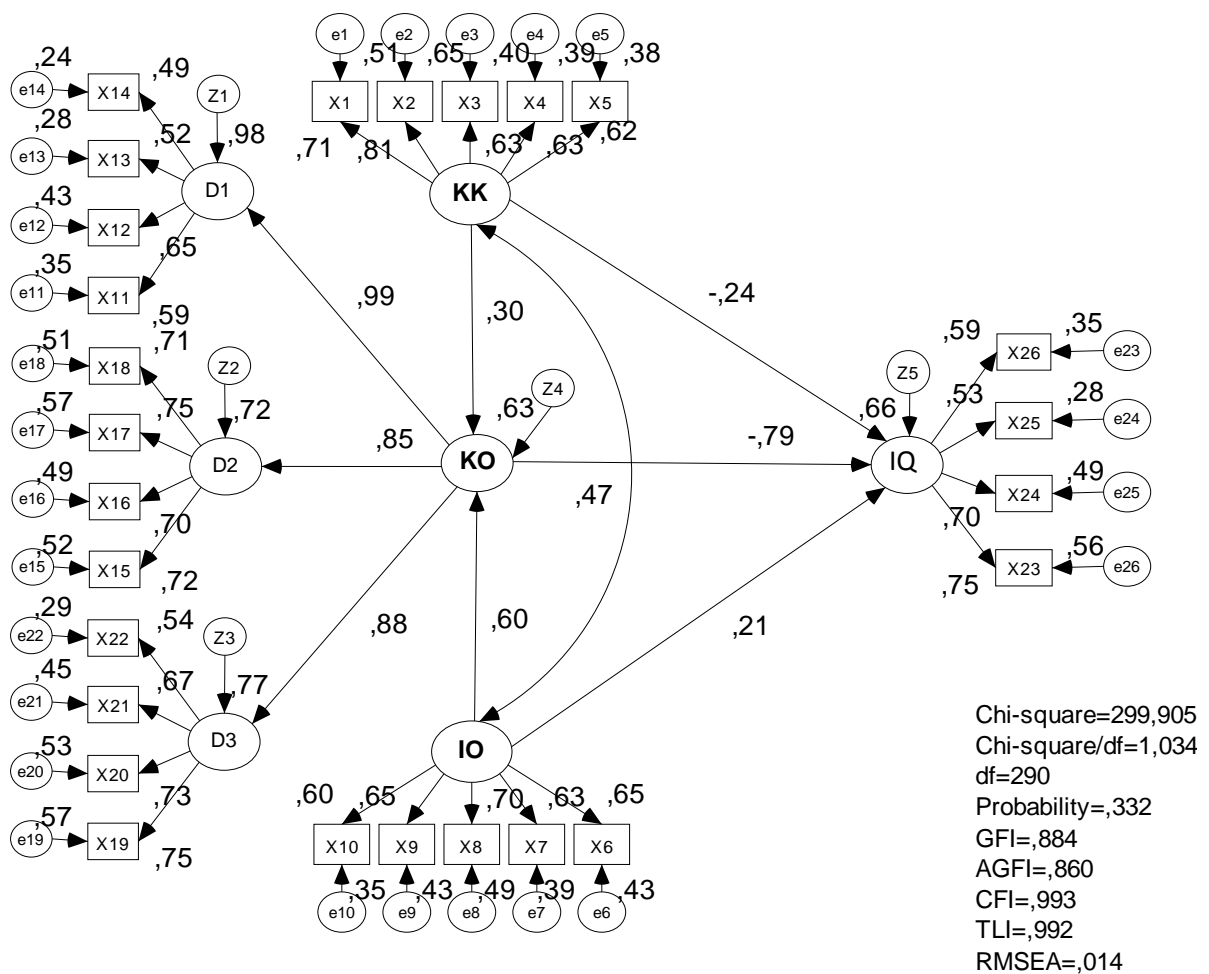 e1 e2 e3 e4 e5
,51 ,65 ,40 ,39 ,38
X1 X2 X3 X4 X5
,71 ,81 ,63 ,63 ,62
KK
,24 ,49
e14 X14 Z1
,28 ,52 ,98
e13 X13 D1
,43
e12 X12
,65
,35
e11 X11
,59
,99 ,30 -,24
,51 ,71
e18 X18 Z2
,57 ,75 ,72
e17 X17 D2
,49
e16 X16
,70
,52
e15 X15
,72
,85 ,63 Z4
KO
-,79
,47
Z5
,66
IQ
,59 ,35
X26 e23
,53 ,28
X25 e24
,49
X24 e25
,70
,56
X23 e26
,75
,29 ,54
e22 X22 Z3
,45 ,67 ,77
e21 X21 D3
,53
e20 X20
,73
,57
e19 X19
,75
,88 ,60 ,21
IO
,60 ,65 ,70 ,63 ,65
X10 X9 X8 X7 X6
,35 ,43 ,49 ,39 ,43
e10 e9 e8 e7 e6
Chi-square=299,905
Chi-square/df=1,034
df=290
Probability=,332
GFI=,884
AGFI=,860
CFI=,993
TLI=,992
RMSEA=,014